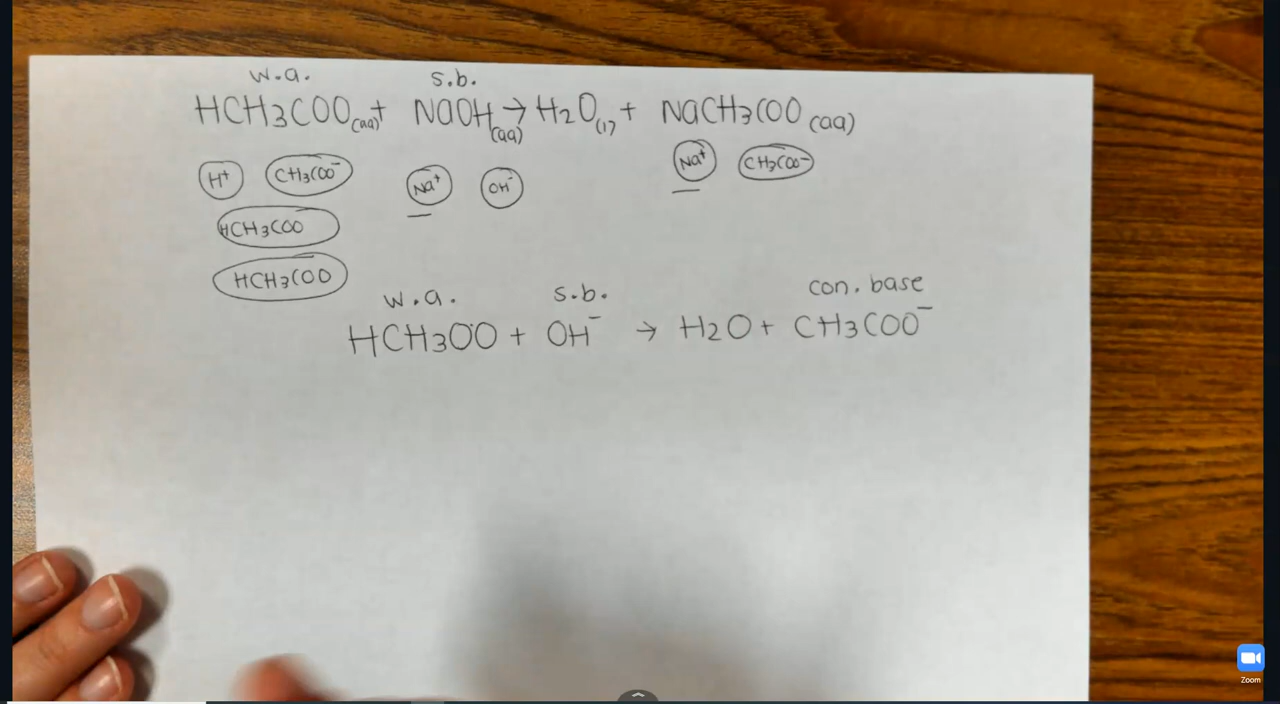 w.a. s.b.
HCH3COO(aq) + NaOH(aq) → H2O(l) + NaCH3COO(aq)
H+ CH3COO- Na+ OH- Na+ CH3COO-
HCH3COO
HCH3COO
w.a. s.b. con. base
HCH3OO + OH- → H2O + CH3COO-
Zoom